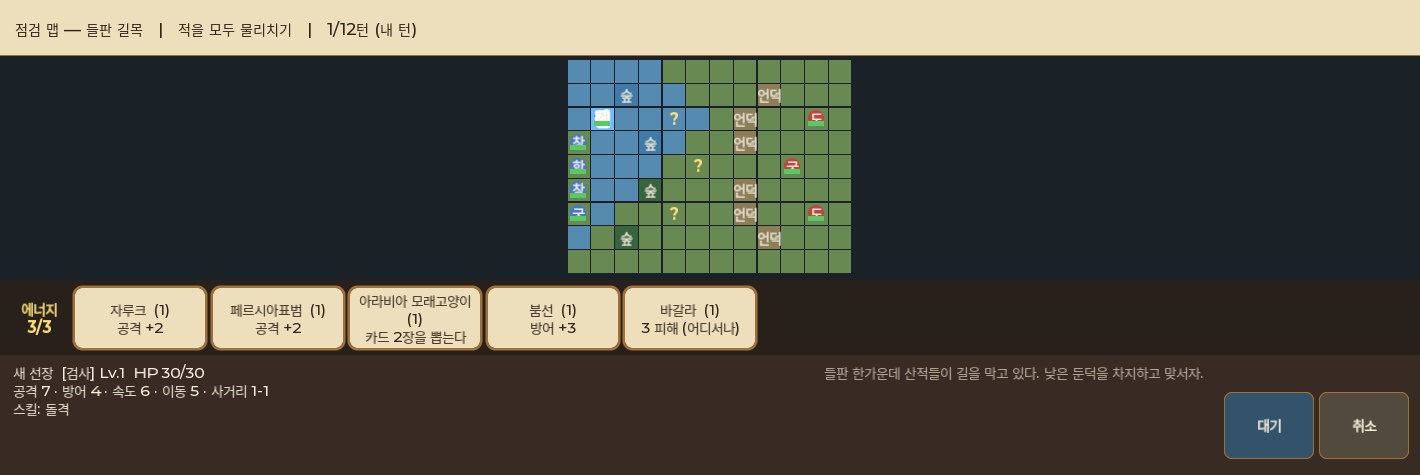 점검 맵 — 들판 길목 | 적을 모두 물리치기 | 1/12턴 (내 턴)
숲 언덕
? 언덕 도
창 숲 언덕
하 ? 궁
창 숲 언덕
궁 ? 언덕 도
숲 언덕
에너지
3/3
자루크 (1)
공격 +2
페르시아표범 (1)
공격 +2
아라비아 모래고양이
(1)
카드 2장을 뽑는다
붐선 (1)
방어 +3
바갈라 (1)
3 피해 (어디서나)
새 선장 [검사] Lv.1 HP 30/30
공격 7 · 방어 4 · 속도 6 · 이동 5 · 사거리 1-1
스킬: 돌격
들판 한가운데 산적들이 길을 막고 있다. 낮은 둔덕을 차지하고 맞서자.
대기
취소